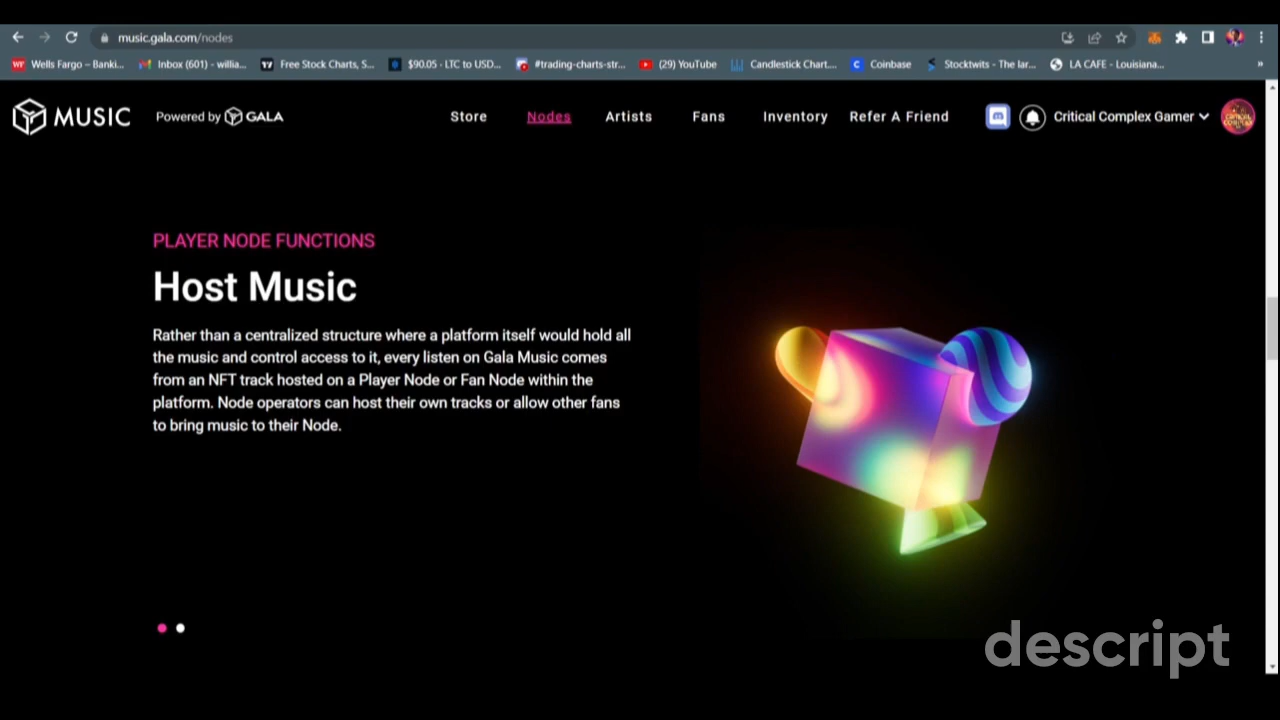 music.gala.com/nodes
Wells Fargo – Banki... Inbox (601) - willia... Free Stock Charts, S... $90.05 - LTC to USD... #trading-charts-str... (29) YouTube Candlestick Chart.... Coinbase Stocktwits - The lar... LA CAFE - Louisiana... »
MUSIC Powered by GALA Store Nodes Artists Fans Inventory Refer A Friend Critical Complex Gamer
PLAYER NODE FUNCTIONS
Host Music
Rather than a centralized structure where a platform itself would hold all
the music and control access to it, every listen on Gala Music comes
from an NFT track hosted on a Player Node or Fan Node within the
platform. Node operators can host their own tracks or allow other fans
to bring music to their Node.
descript